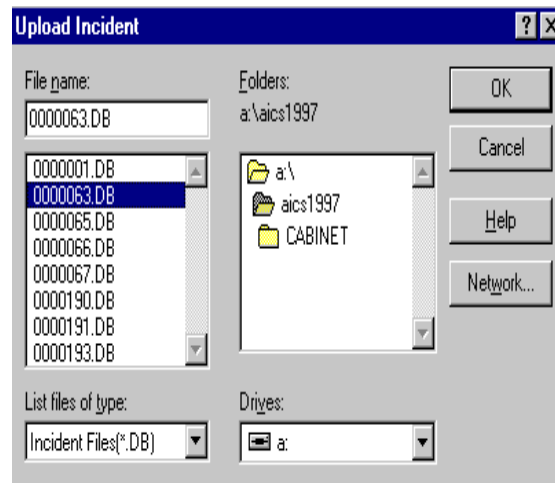 Upload Incident
File name:
0000063.DB
0000001.DB
0000063.DB
0000065.DB
0000066.DB
0000067.DB
0000190.DB
0000191.DB
0000193.DB
List files of type:
Incident Files(*.DB)
Folders:
a:\aics1997
a:\
aics1997
CABINET
Drives:
a:
OK
Cancel
Help
Network...